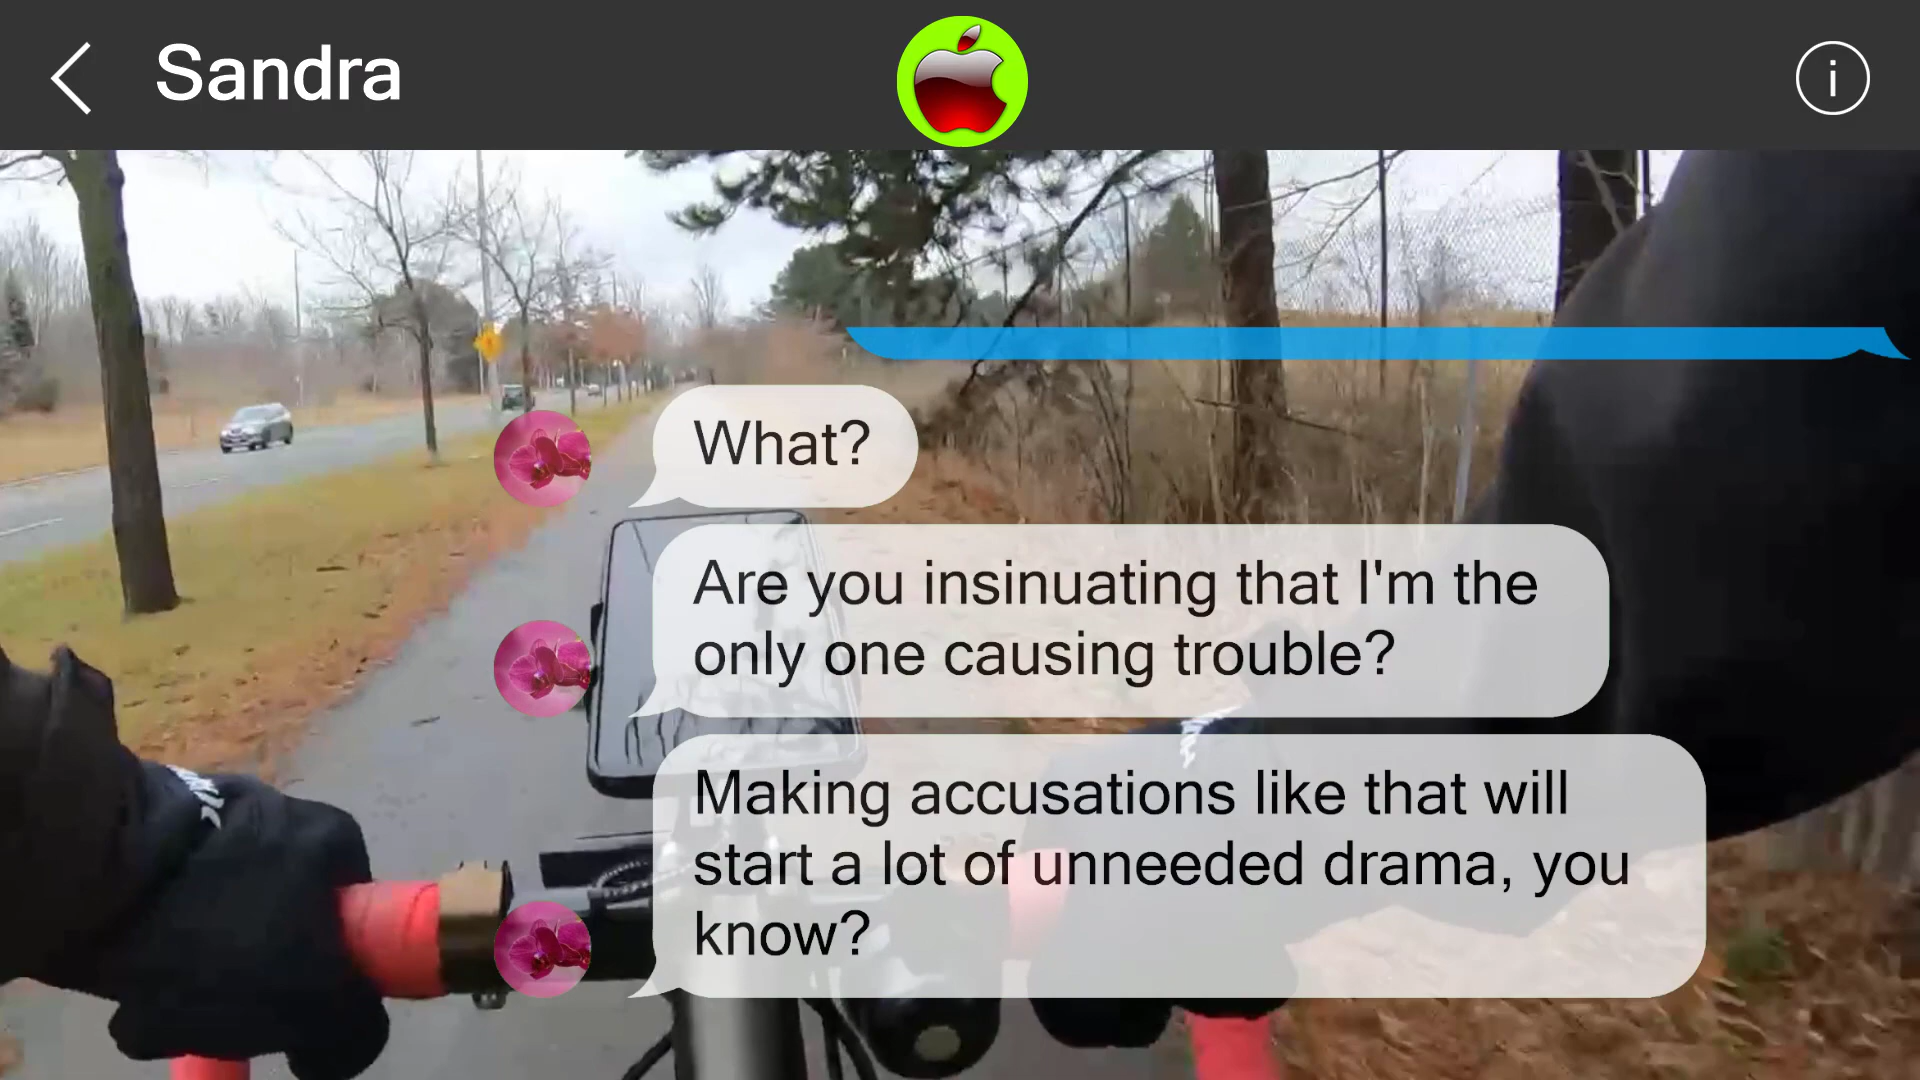 Sandra
What?
Are you insinuating that I'm the
only one causing trouble?
Making accusations like that will
start a lot of unneeded drama, you
know?